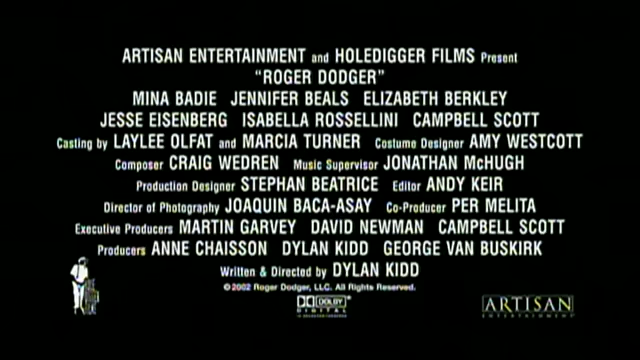 ARTISAN ENTERTAINMENT and HOLEDIGGER FILMS Present
"ROGER DODGER"
MINA BADIE JENNIFER BEALS ELIZABETH BERKLEY
JESSE EISENBERG ISABELLA ROSSELLINI CAMPBELL SCOTT
Casting by LAYLEE OLFAT and MARCIA TURNER Costume Designer AMY WESTCOTT
Composer CRAIG WEDREN Music Supervisor JONATHAN McHUGH
Production Designer STEPHAN BEATRICE Editor ANDY KEIR
Director of Photography JOAQUIN BACA-ASAY Co-Producer PER MELITA
Executive Producers MARTIN GARVEY DAVID NEWMAN CAMPBELL SCOTT
Producers ANNE CHAISSON DYLAN KIDD GEORGE VAN BUSKIRK
Written & Directed by DYLAN KIDD
©2002 Roger Dodger, LLC. All Rights Reserved.
DOLBY
DIGITAL
ARTISAN
ENTERTAINMENT